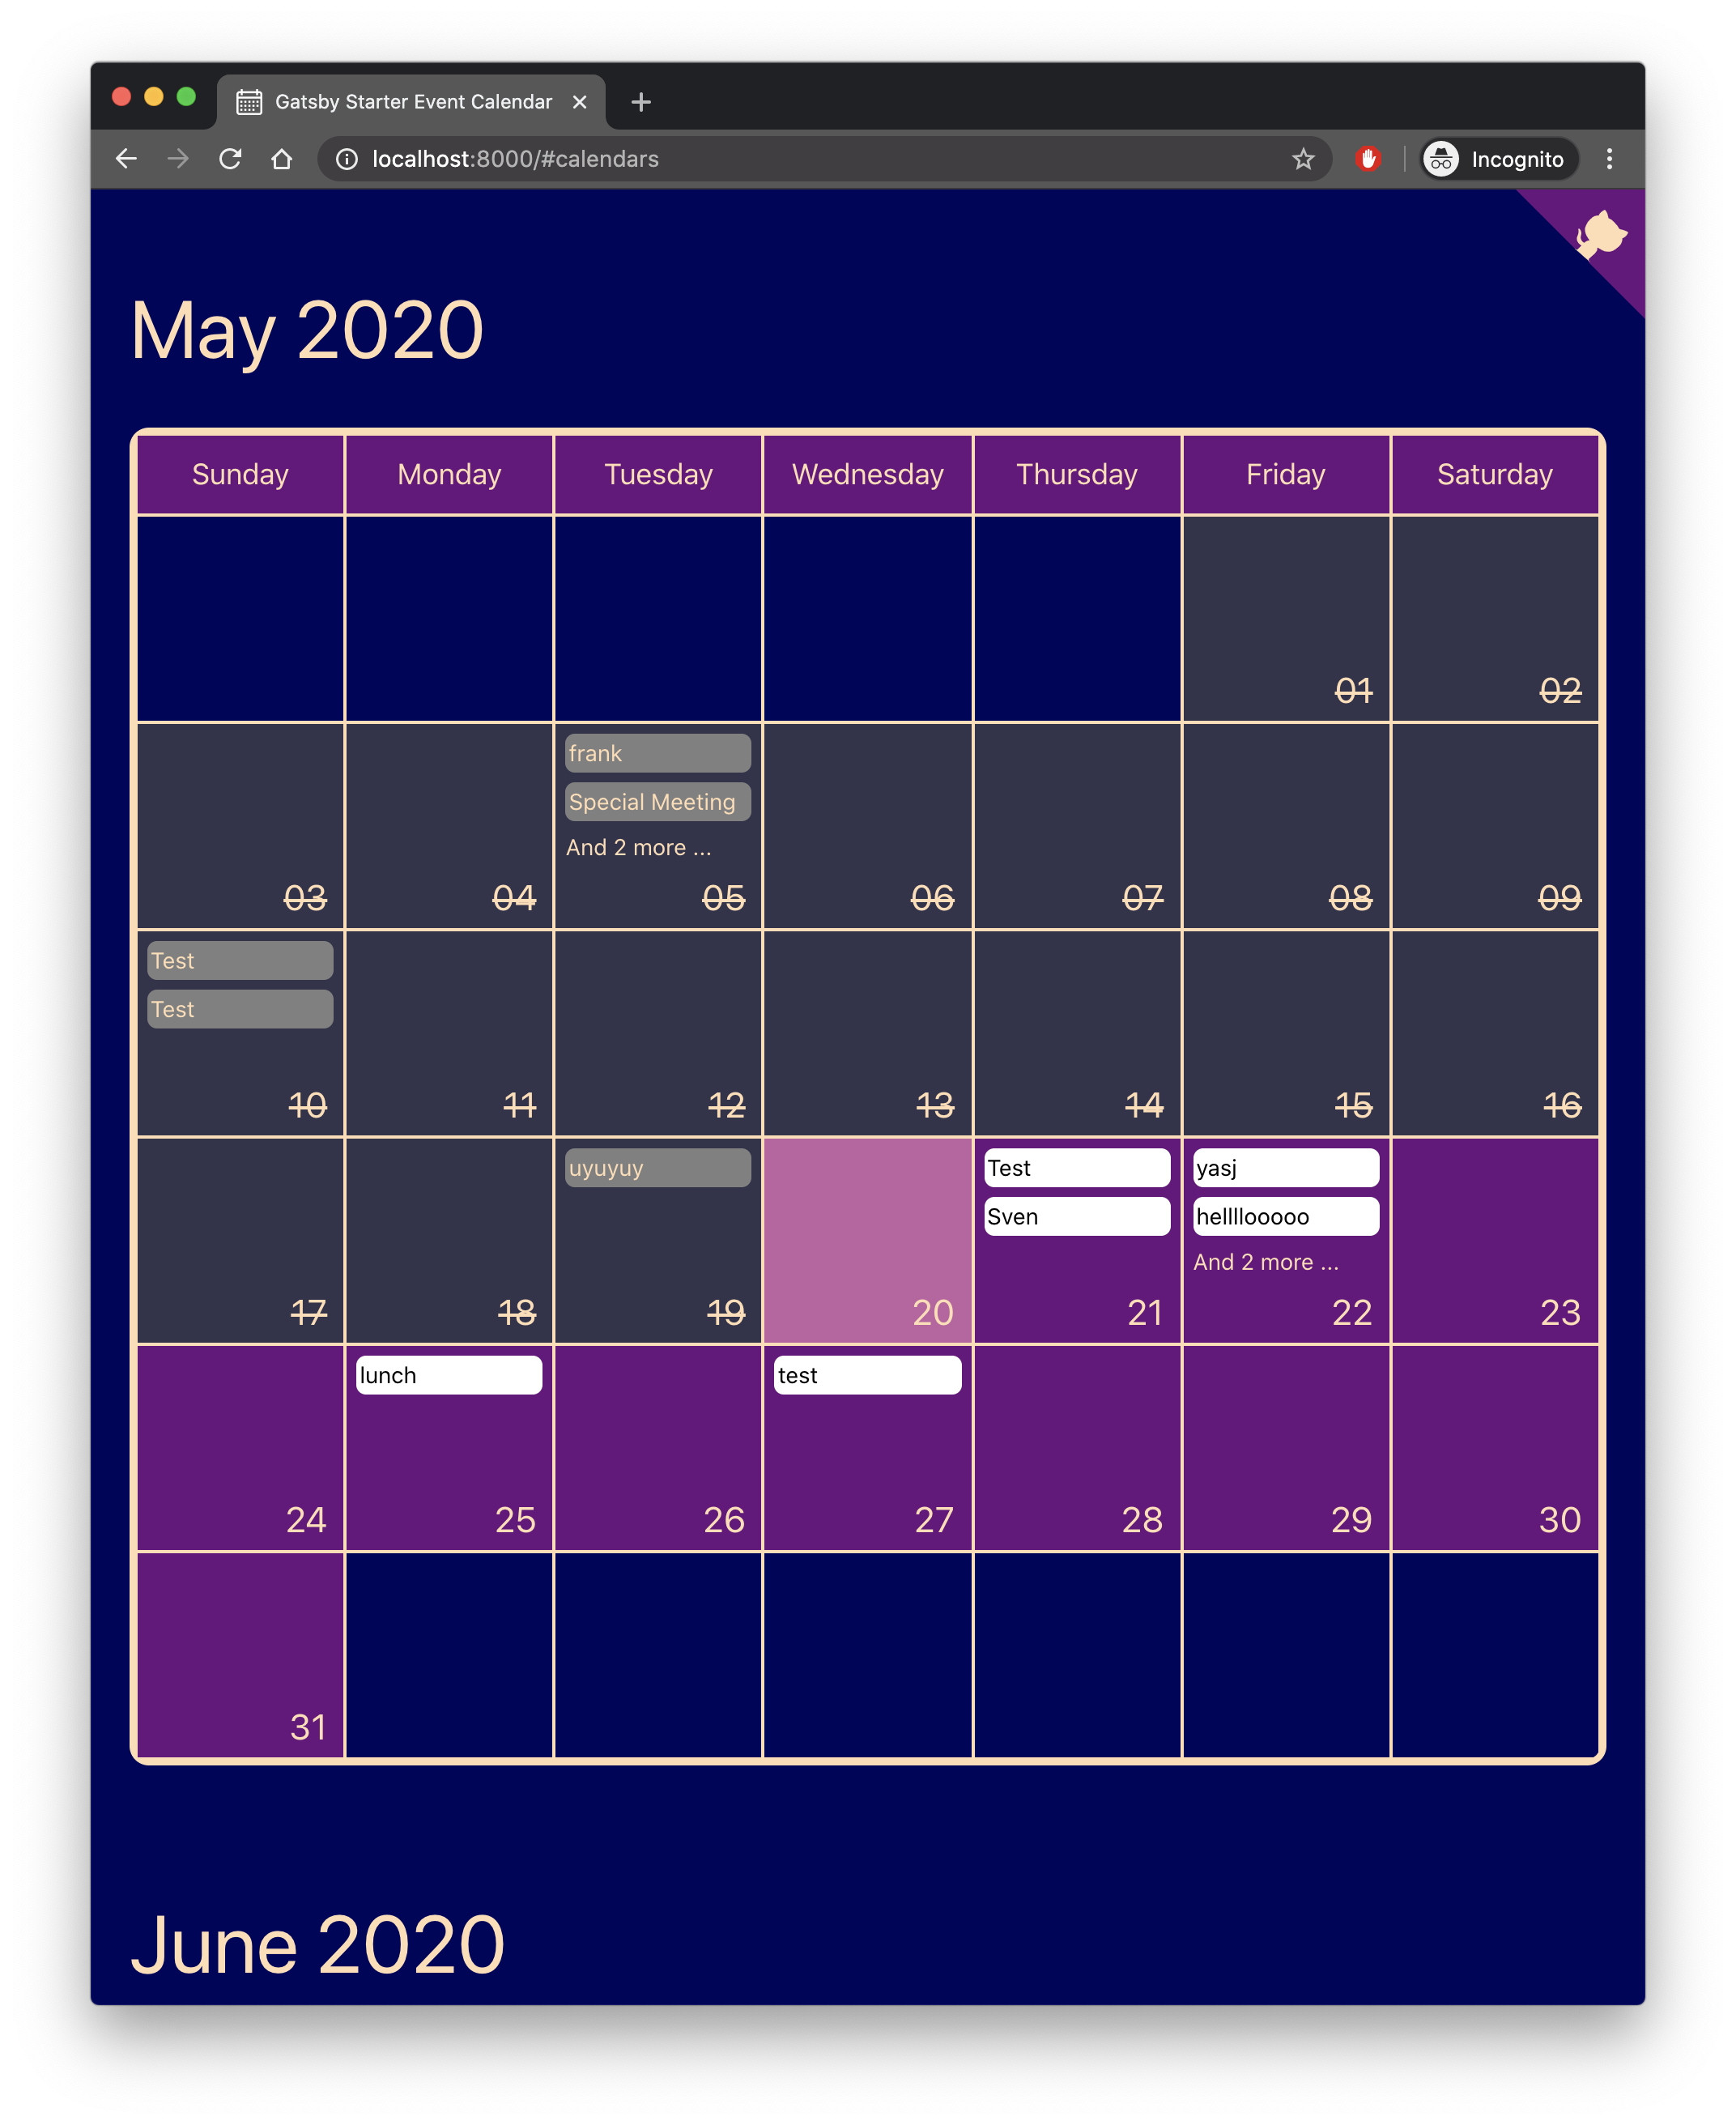 Gatsby Starter Event Calendar
localhost:8000/#calendars
Incognito
May 2020
Sunday Monday Tuesday Wednesday Thursday Friday Saturday
01 02
frank
Special Meeting
And 2 more ...
03 04 05 06 07 08 09
Test
Test
10 11 12 13 14 15 16
uyuyuy Test yasj
Sven hellllooooo
And 2 more ...
17 18 19 20 21 22 23
lunch test
24 25 26 27 28 29 30
31
June 2020